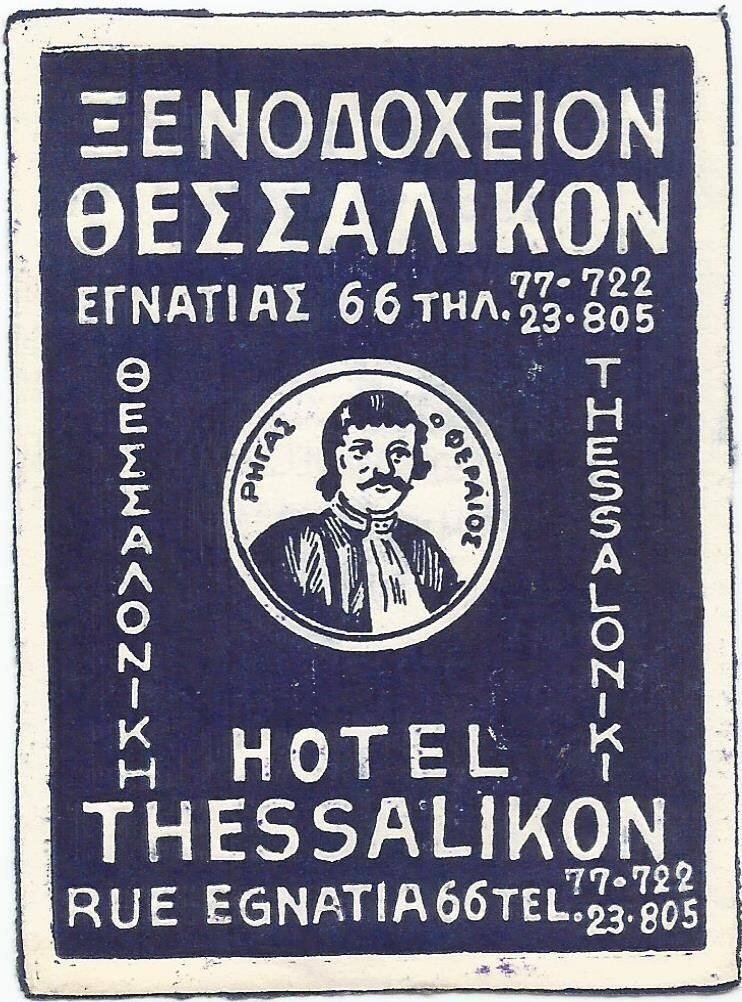 ΞΕΝΟΔΟΧΕΙΟΝ
ΘΕΣΣΑΛΙΚΟΝ
ΕΓΝΑΤΙΑΣ 66 ΤΗΛ. 77-722
23-805
ΘΕΣΣΑΛΟΝΙΚΗ
ΡΗΓΑΣ Ο ΦΕΡΑΙΟΣ
THESSALONIKI
HOTEL
THESSALIKON
RUE EGNATIA 66 TEL. 77-722
23-805